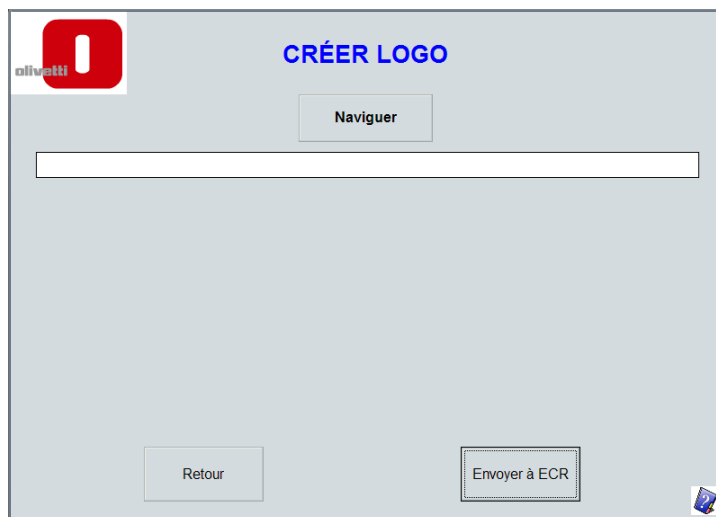 olivetti
CRÉER LOGO
Naviguer
Retour
Envoyer à ECR
?